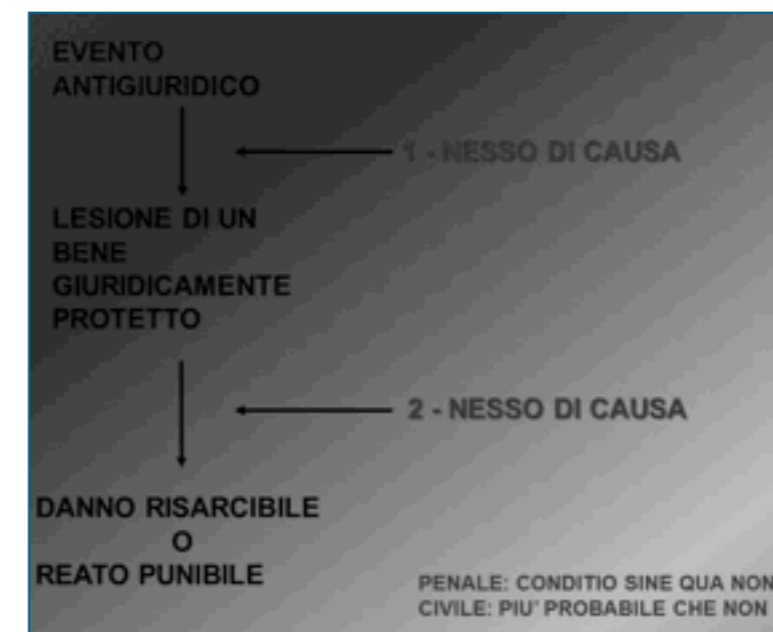 EVENTO
ANTIGIURIDICO
1 - NESSO DI CAUSA
LESIONE DI UN
BENE
GIURIDICAMENTE
PROTETTO
2 - NESSO DI CAUSA
DANNO RISARCIBILE
O
REATO PUNIBILE
PENALE: CONDITIO SINE QUA NON
CIVILE: PIU' PROBABILE CHE NON